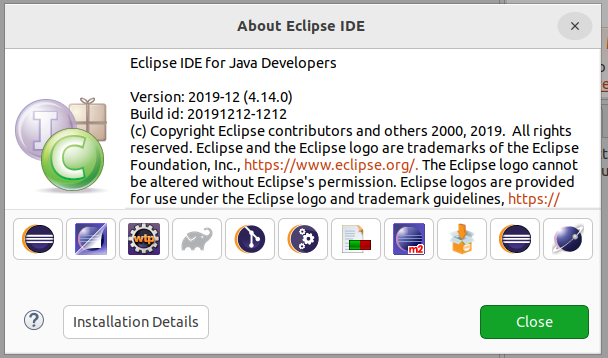 About Eclipse IDE
Eclipse IDE for Java Developers
Version: 2019-12 (4.14.0)
Build id: 20191212-1212
(c) Copyright Eclipse contributors and others 2000, 2019.  All rights
reserved. Eclipse and the Eclipse logo are trademarks of the Eclipse
Foundation, Inc., https://www.eclipse.org/. The Eclipse logo cannot
be altered without Eclipse's permission. Eclipse logos are provided
for use under the Eclipse logo and trademark guidelines, https://
I
C
wtp
m2
?
Installation Details
Close